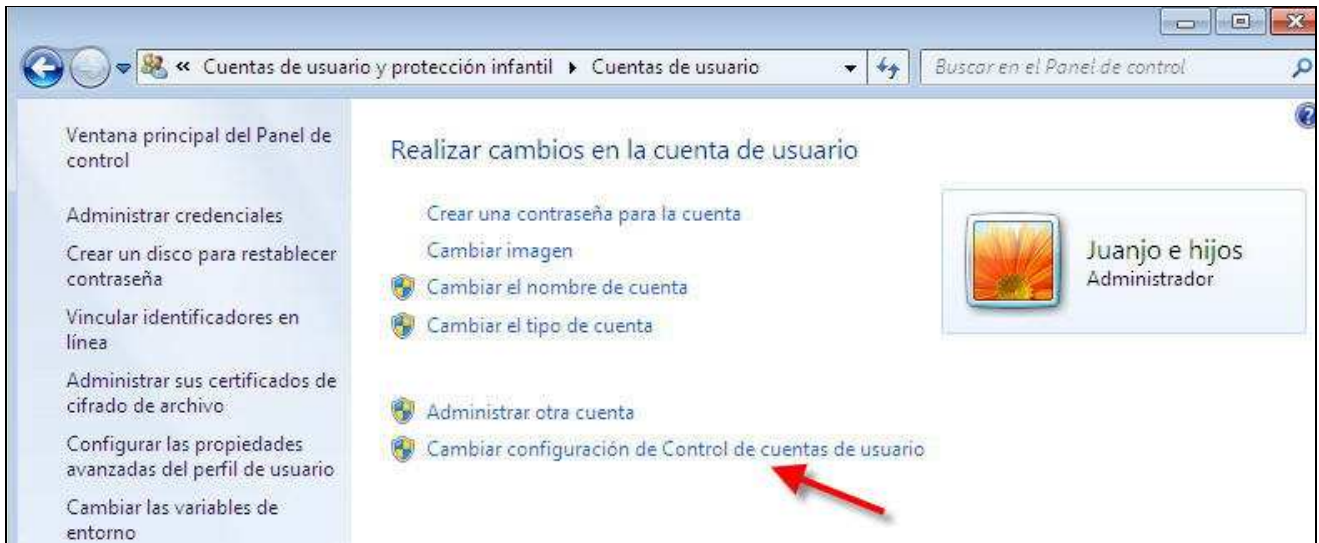 « Cuentas de usuario y protección infantil ▸ Cuentas de usuario
Buscar en el Panel de control
Ventana principal del Panel de
control
Administrar credenciales
Crear un disco para restablecer
contraseña
Vincular identificadores en
línea
Administrar sus certificados de
cifrado de archivo
Configurar las propiedades
avanzadas del perfil de usuario
Cambiar las variables de
entorno
Realizar cambios en la cuenta de usuario
Crear una contraseña para la cuenta
Cambiar imagen
Cambiar el nombre de cuenta
Cambiar el tipo de cuenta
Administrar otra cuenta
Cambiar configuración de Control de cuentas de usuario
Juanjo e hijos
Administrador